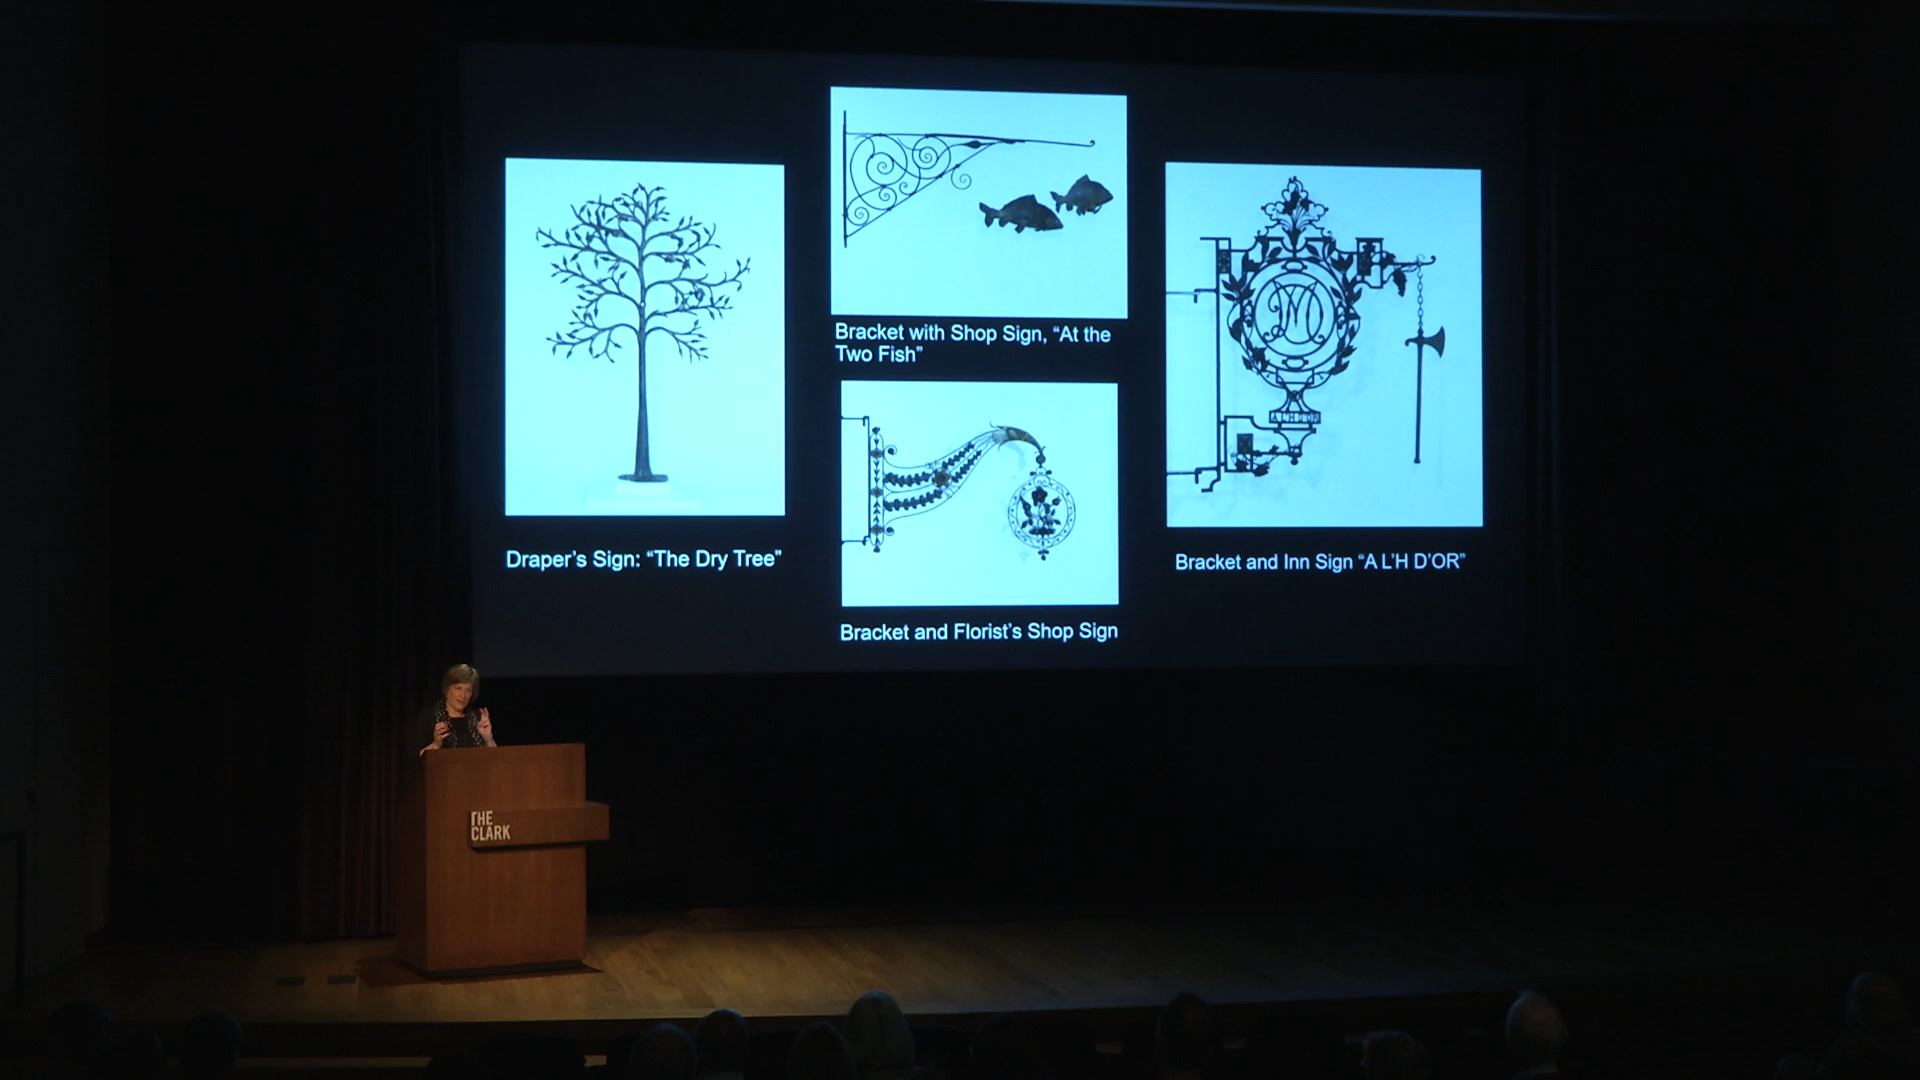 Bracket with Shop Sign, “At the
Two Fish”
Draper’s Sign: “The Dry Tree”
Bracket and Inn Sign “A L’H D’OR”
Bracket and Florist’s Shop Sign
THE
CLARK